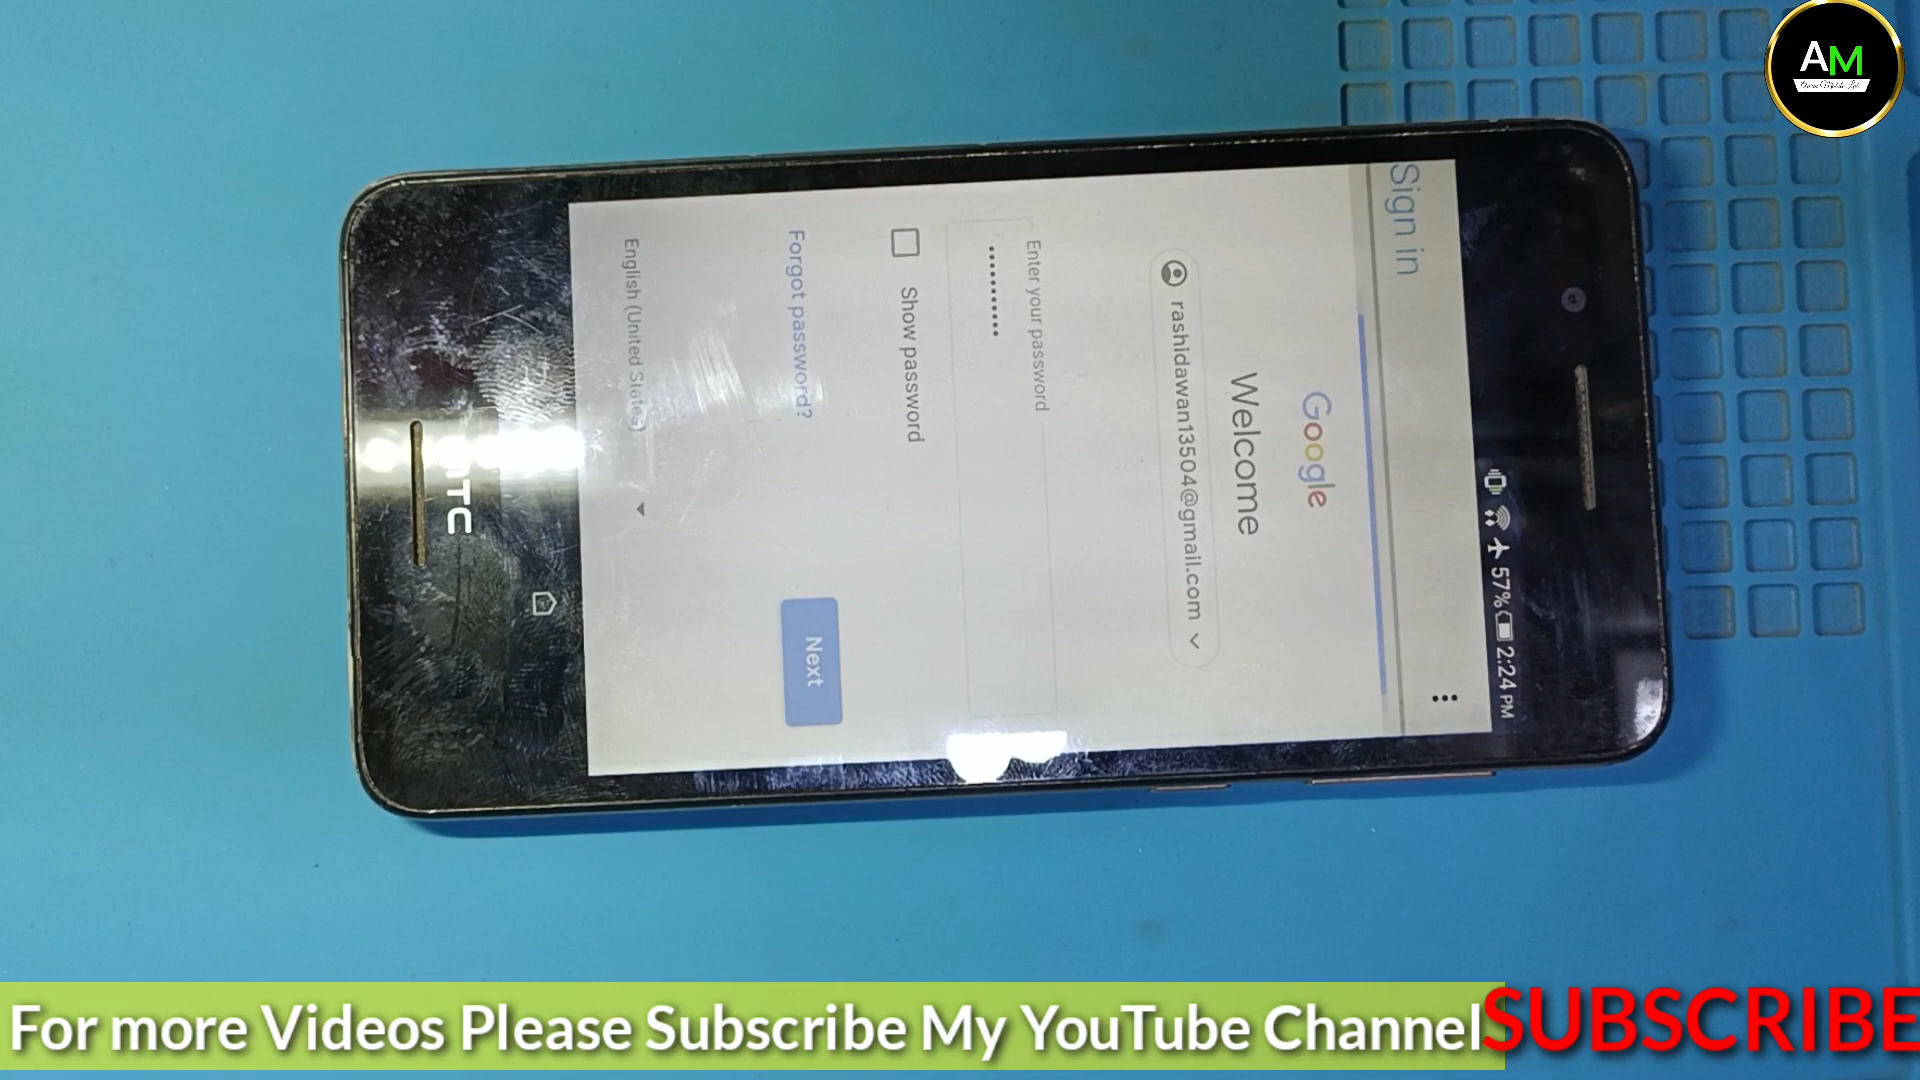 AM
57% 2:24 PM
Sign in
Google
Welcome
rashidawan13504@gmail.com
Enter your password
••••••••••
Show password
Forgot password?
Next
English (United States)
HTC
For more Videos Please Subscribe My YouTube Channel
SUBSCRIBE